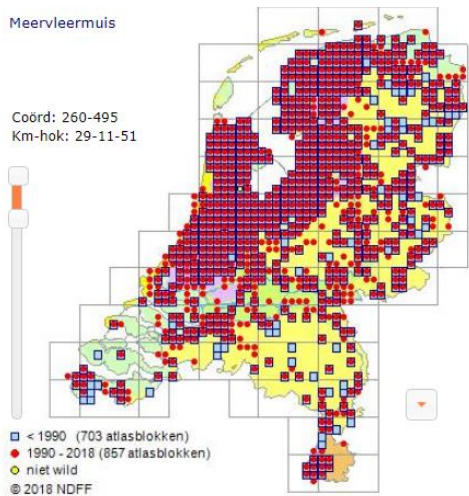 Meervleermuis
Coörd: 260-495
Km-hok: 29-11-51
< 1990 (703 atlasblokken)
1990 - 2018 (857 atlasblokken)
niet wild
© 2018 NDFF